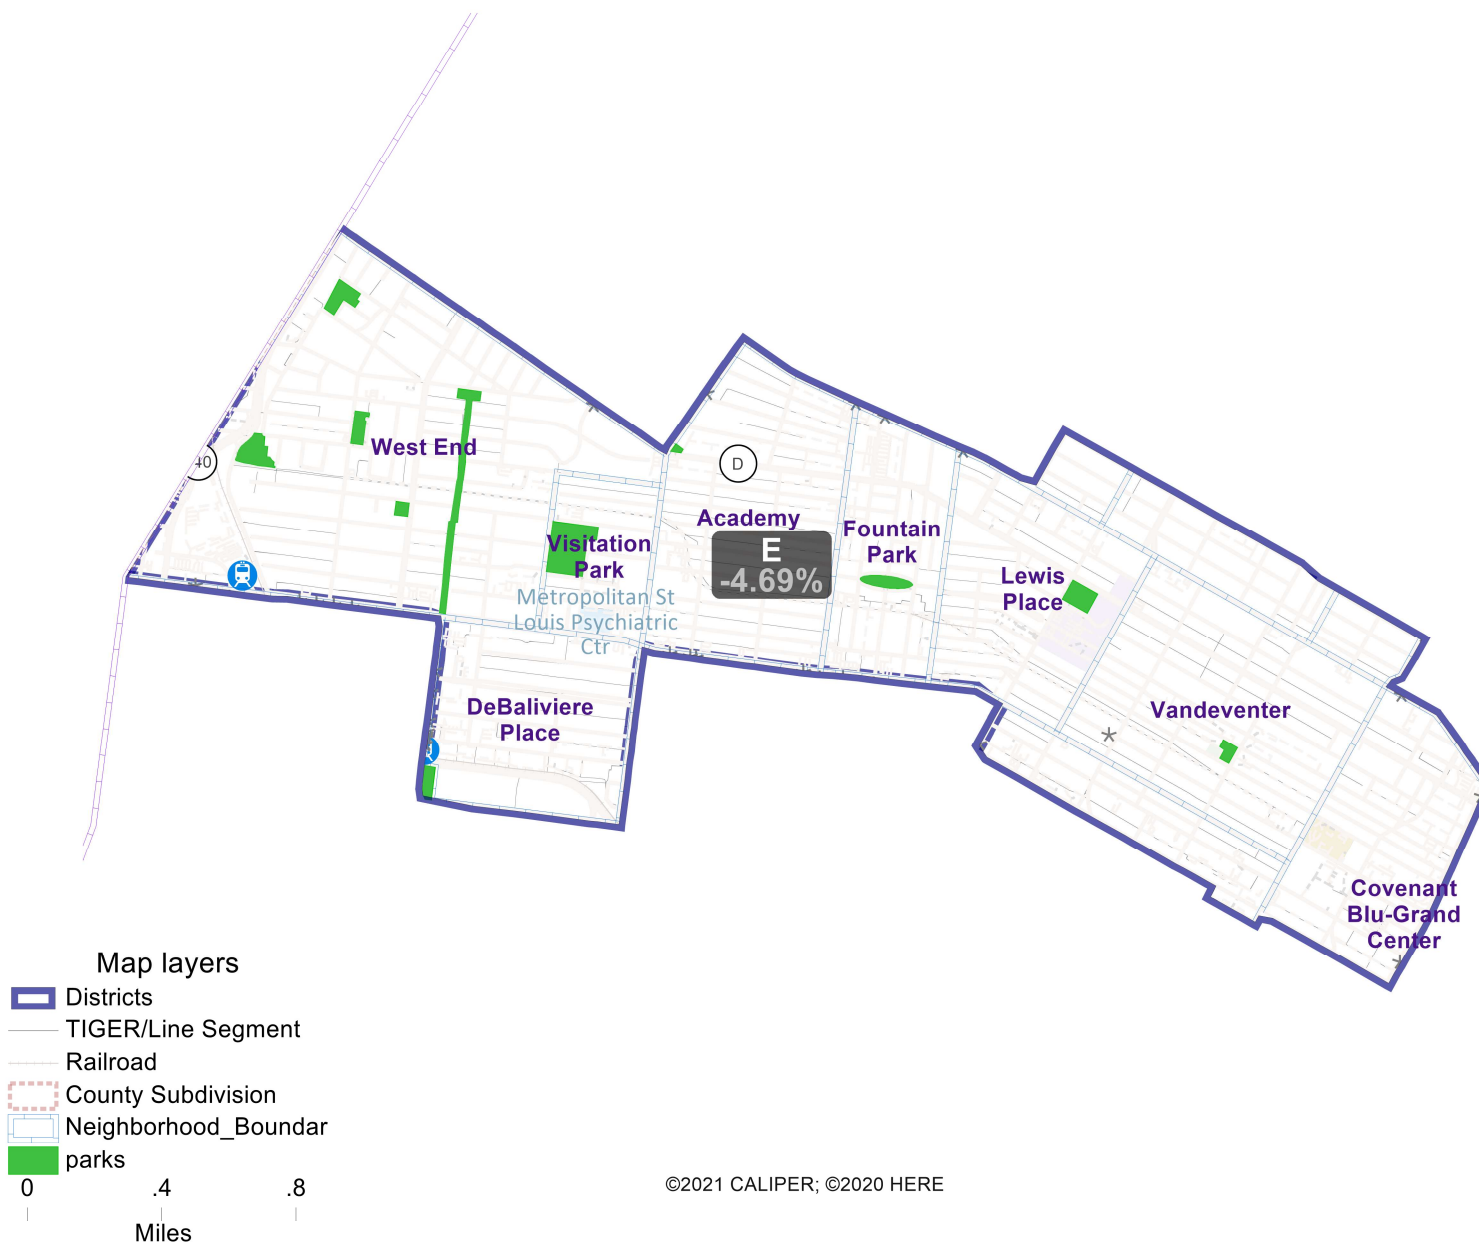 West End
40
D
Academy
Visitation
Park
Fountain
Park
E
-4.69%
Lewis
Place
Metropolitan St
Louis Psychiatric
Ctr
DeBaliviere
Place
Vandeventer
Covenant
Blu-Grand
Center
Map layers
Districts
TIGER/Line Segment
Railroad
County Subdivision
Neighborhood_Boundar
parks
0 .4 .8
Miles
©2021 CALIPER; ©2020 HERE